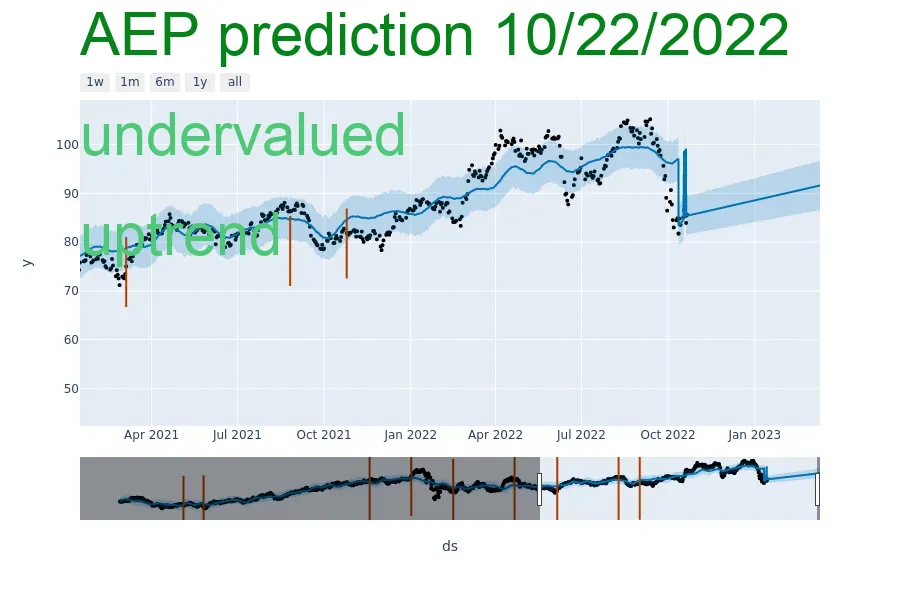 AEP prediction 10/22/2022
1w 1m 6m 1y all
undervalued
uptrend
100
90
80
70
60
50
y
Apr 2021 Jul 2021 Oct 2021 Jan 2022 Apr 2022 Jul 2022 Oct 2022 Jan 2023
ds